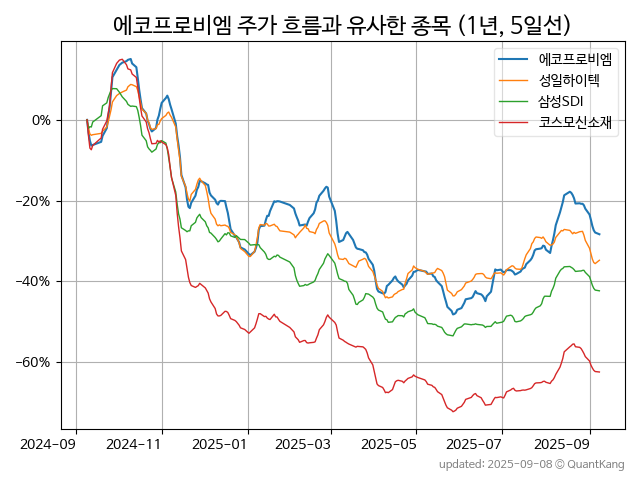 에코프로비엠 주가 흐름과 유사한 종목 (1년, 5일선)
에코프로비엠
성일하이텍
삼성SDI
코스모신소재
0%
−20%
−40%
−60%
2024−09
2024−11
2025−01
2025−03
2025−05
2025−07
2025−09
updated: 2025-09-08 © QuantKang